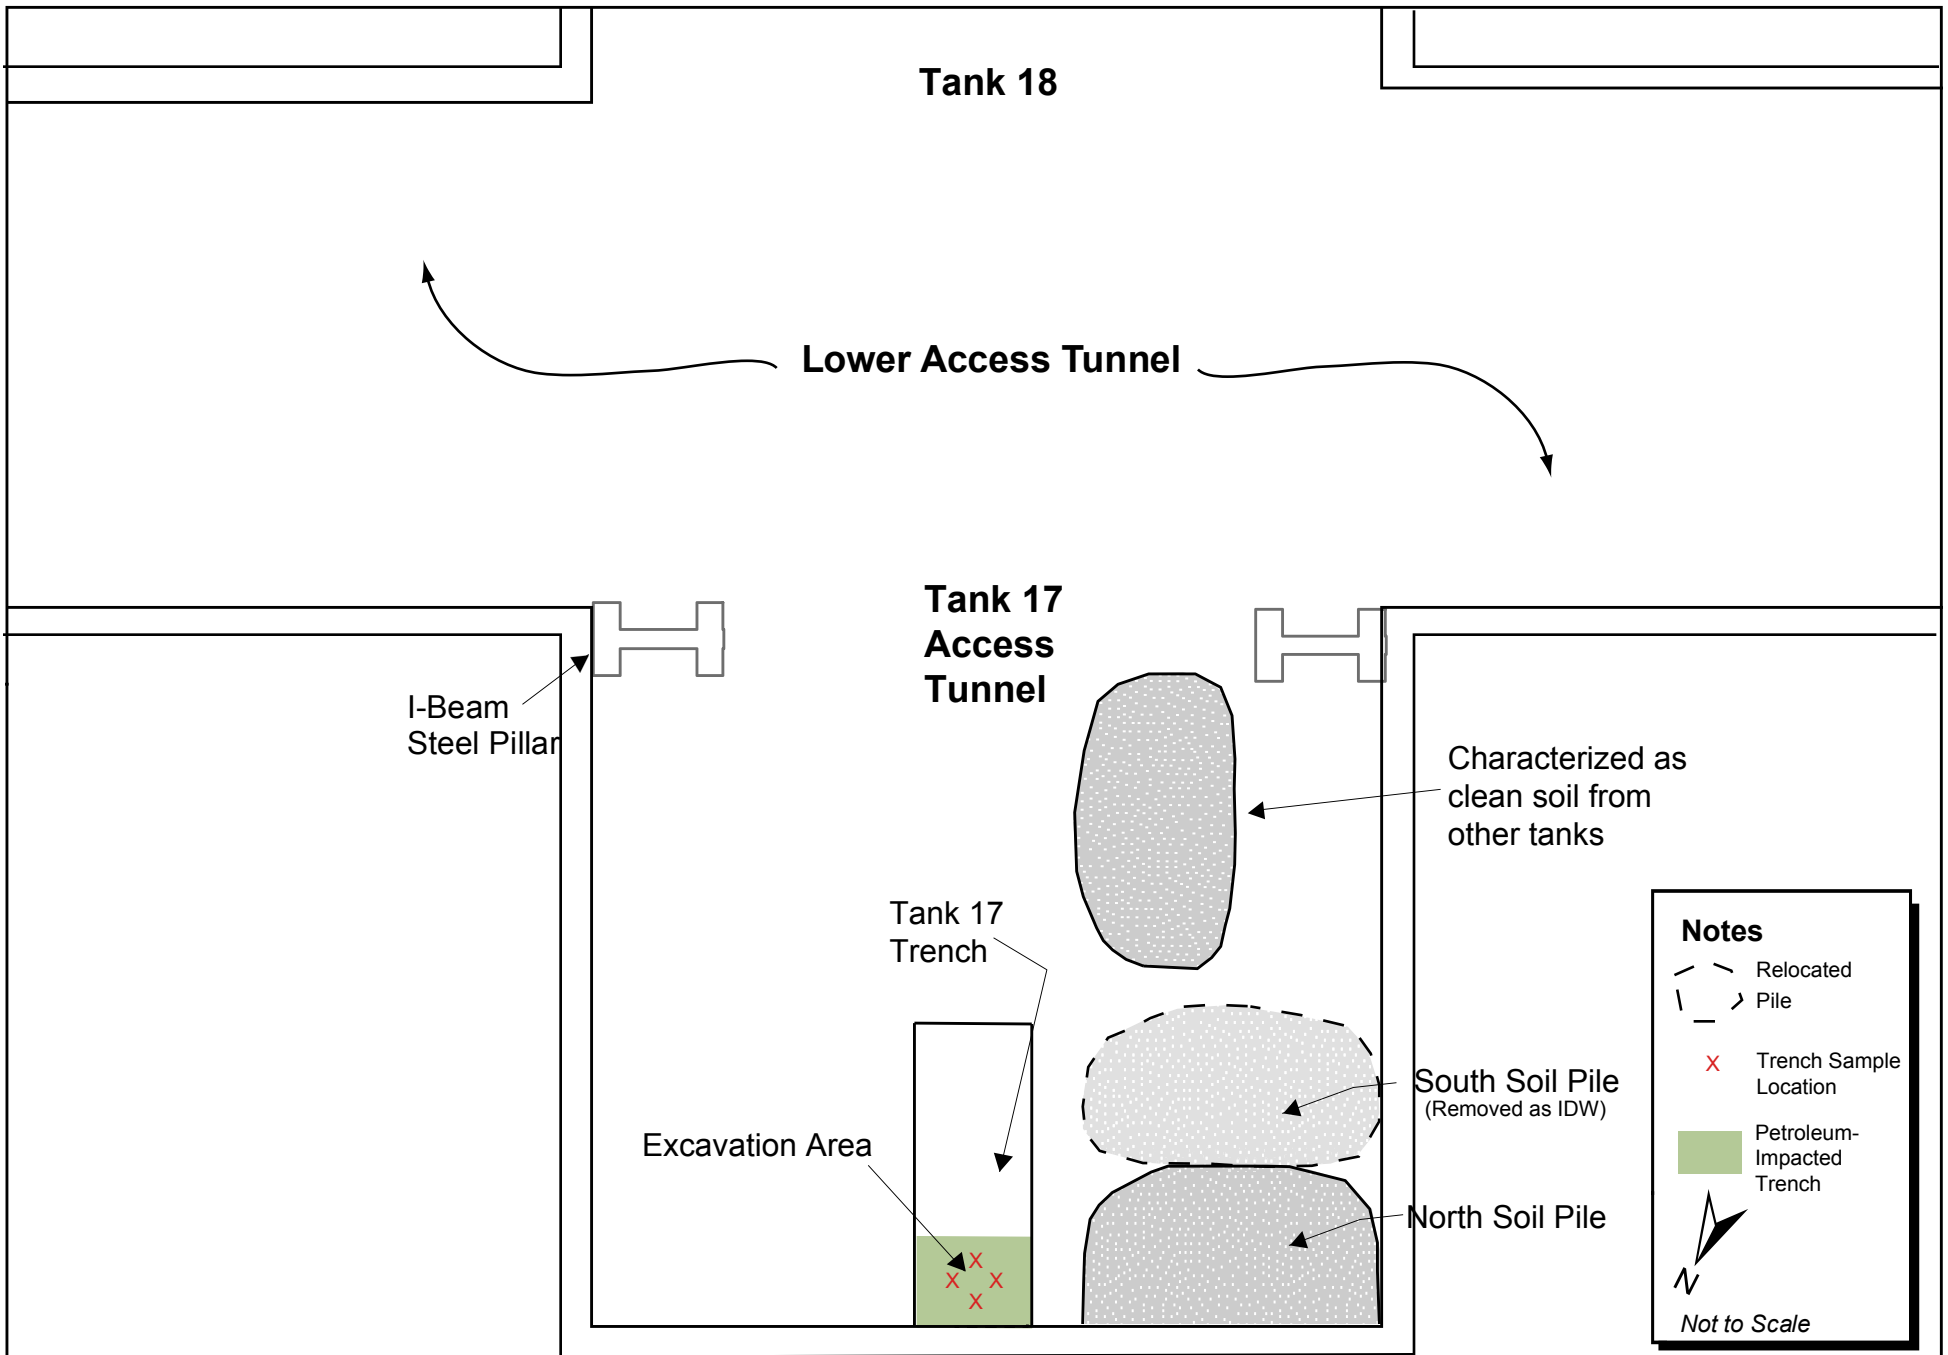 Tank 18
Lower Access Tunnel
Tank 17
Access
Tunnel
I-Beam
Steel Pillar
Characterized as
clean soil from
other tanks
Tank 17
Trench
South Soil Pile
(Removed as IDW)
Excavation Area
North Soil Pile
Notes
Relocated
Pile
X Trench Sample
Location
Petroleum-
Impacted
Trench
N
Not to Scale
X
X X
X